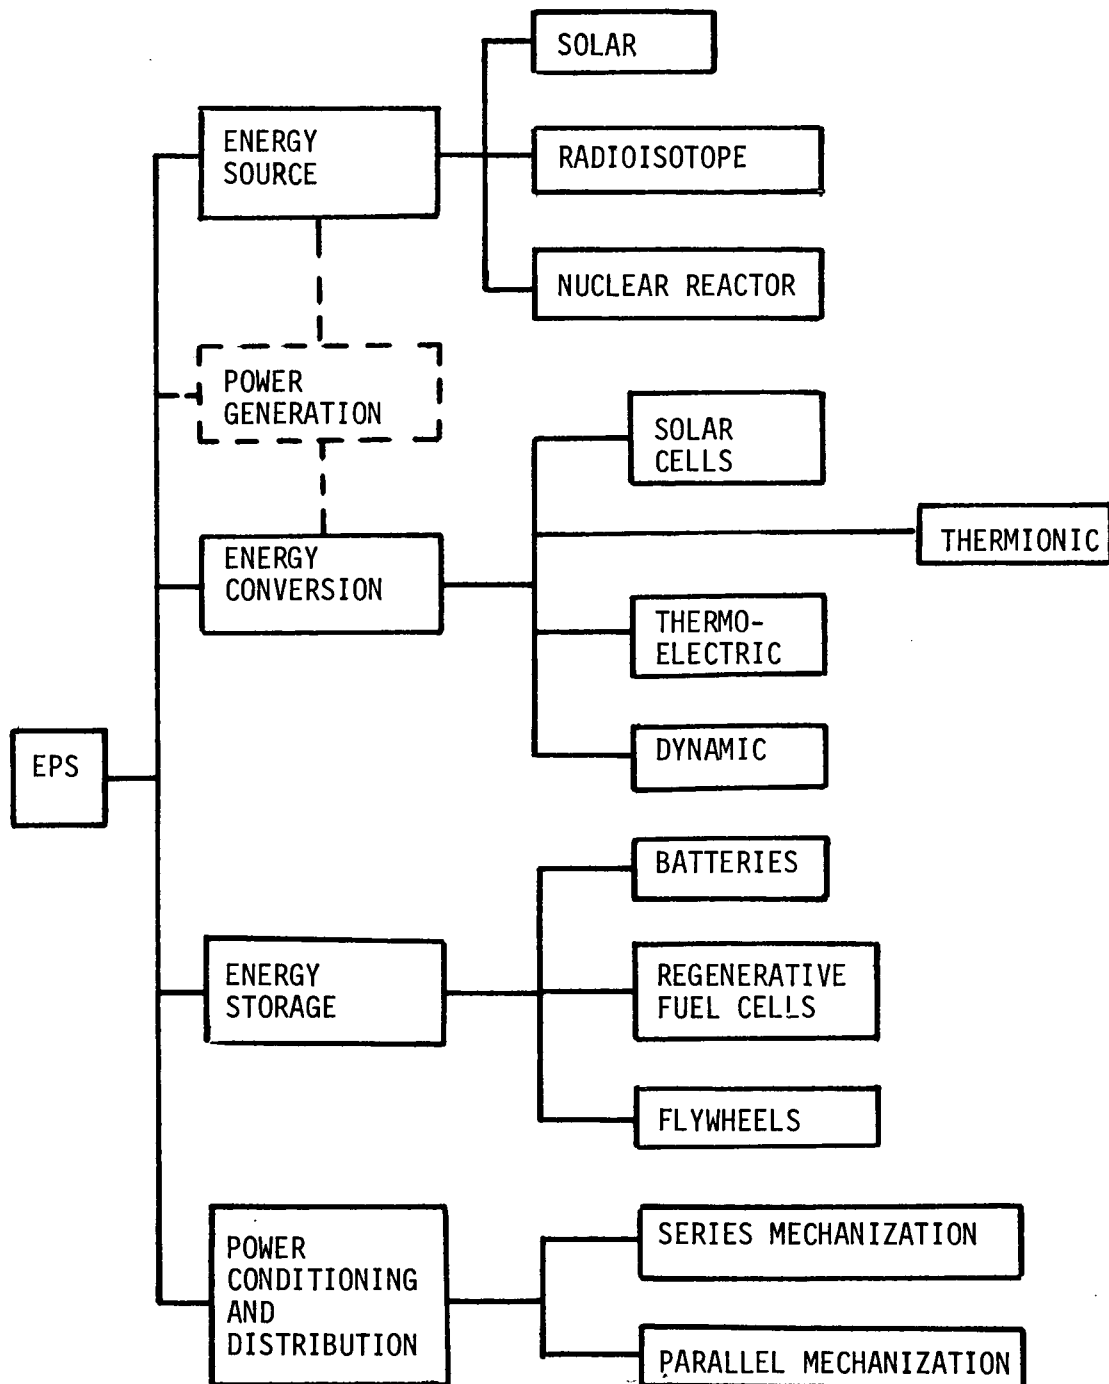 SOLAR
ENERGY
SOURCE
RADIOISOTOPE
NUCLEAR REACTOR
POWER
GENERATION
SOLAR
CELLS
THERMIONIC
ENERGY
CONVERSION
THERMO-
ELECTRIC
DYNAMIC
EPS
BATTERIES
ENERGY
STORAGE
REGENERATIVE
FUEL CELLS
FLYWHEELS
POWER
CONDITIONING
AND
DISTRIBUTION
SERIES MECHANIZATION
PARALLEL MECHANIZATION